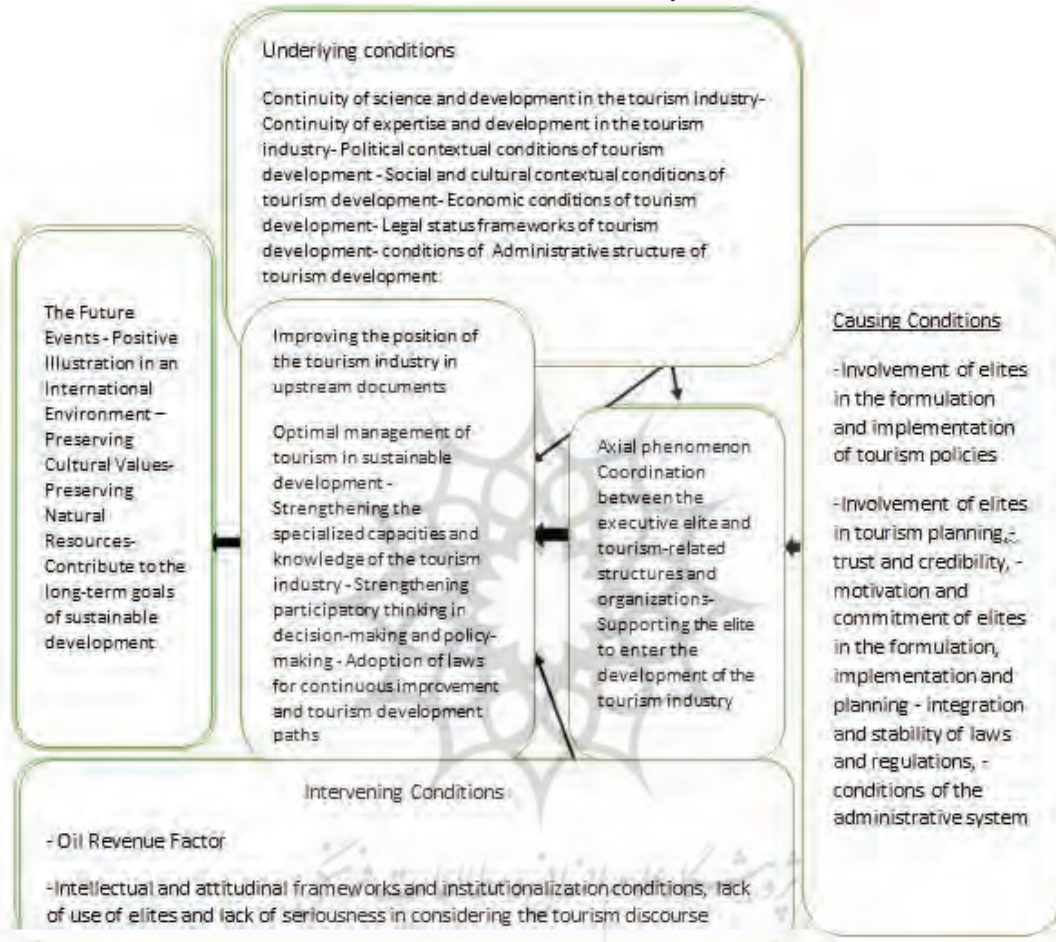 Underlying conditions
Continuity of science and development in the tourism industry-
Continuity of expertise and development in the tourism
industry- Political contextual conditions of tourism
development - Social and cultural contextual conditions of
tourism development- Economic conditions of tourism
development- Legal status frameworks of tourism
development- conditions of Administrative structure of
tourism development
The Future
Events - Positive
Illustration in an
International
Environment –
Preserving
Cultural Values-
Preserving
Natural
Resources-
Contribute to the
long-term goals
of sustainable
development
Improving the position of
the tourism industry in
upstream documents
Optimal management of
tourism in sustainable
development -
Strengthening the
specialized capacities and
knowledge of the tourism
industry - Strengthening
participatory thinking in
decision-making and policy-
making - Adoption of laws
for continuous improvement
and tourism development
paths
Axial phenomenon
Coordination
between the
executive elite and
tourism-related
structures and
organizations-
Supporting the elite
to enter the
development of the
tourism industry
Causing Conditions
-Involvement of elites
in the formulation
and implementation
of tourism policies
-Involvement of elites
in tourism planning,-
trust and credibility, -
motivation and
commitment of elites
in the formulation,
implementation and
planning - integration
and stability of laws
and regulations, -
conditions of the
administrative system
Intervening Conditions
- Oil Revenue Factor
-Intellectual and attitudinal frameworks and institutionalization conditions, lack
of use of elites and lack of seriousness in considering the tourism discourse